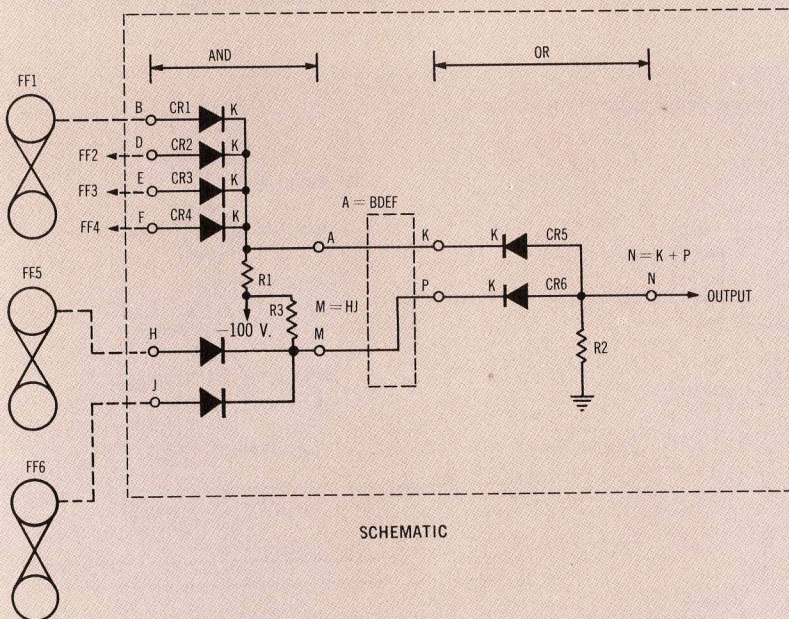 AND
OR
FF1
B
CR1
K
D
CR2
K
FF2
E
CR3
K
FF3
F
CR4
K
FF4
A = BDEF
A
K
K
CR5
N = K + P
R1
P
K
CR6
N
OUTPUT
FF5
R3
M = HJ
−100 V.
R2
H
M
J
FF6
SCHEMATIC